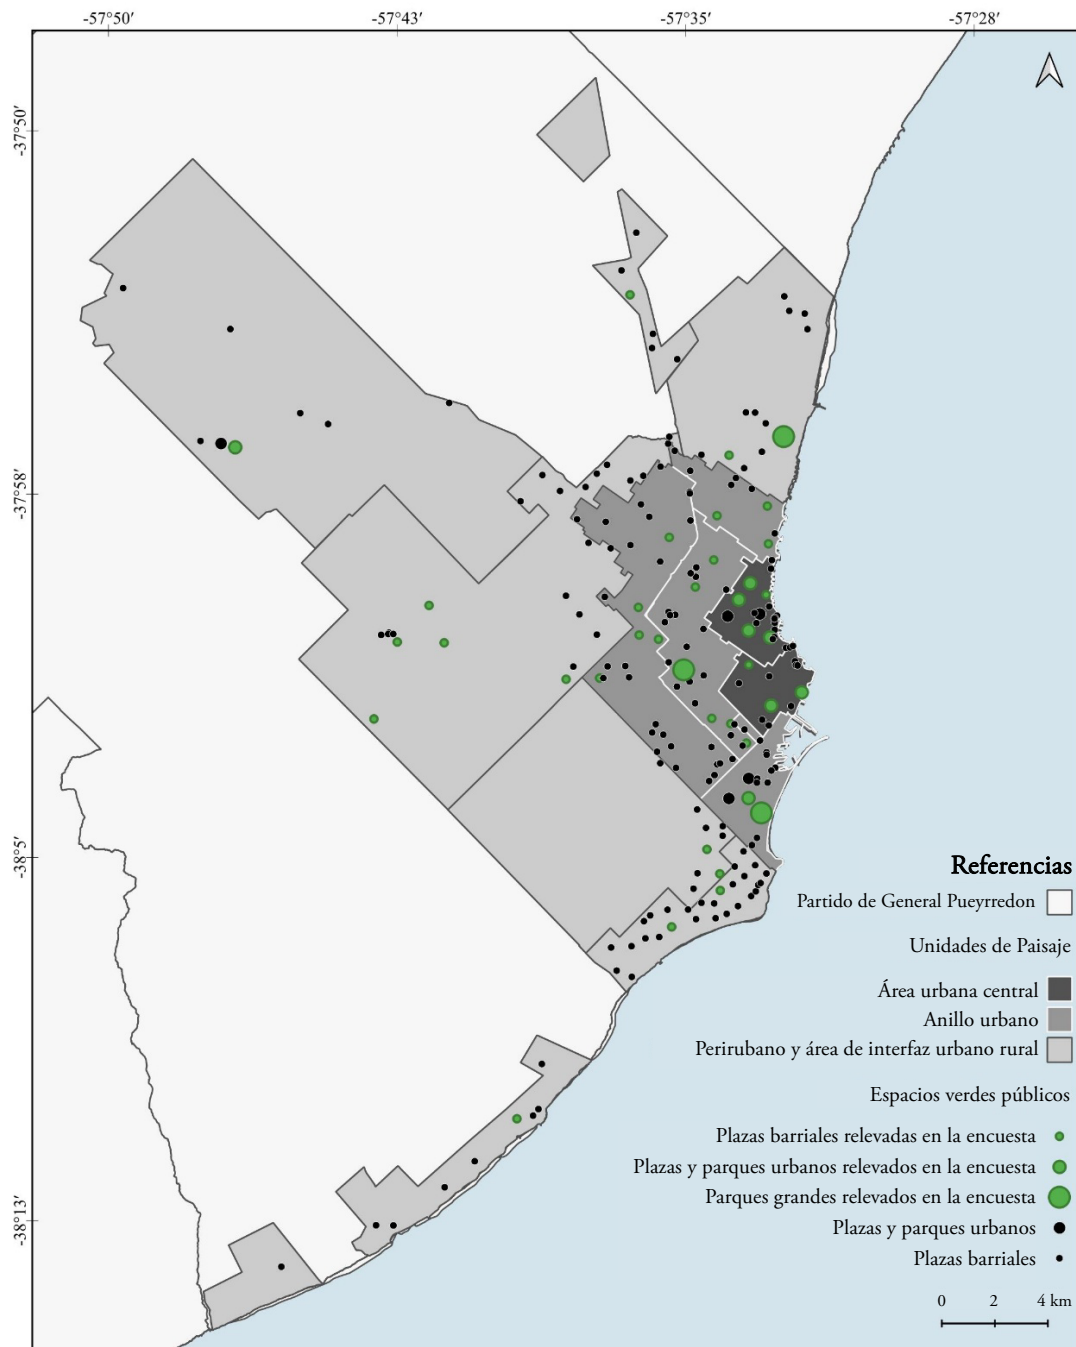 -57°50′ -57°43′ -57°35′ -57°28′
-37°50′
-37°58′
-38°5′
-38°13′
Referencias
Partido de General Pueyrredon
Unidades de Paisaje
Área urbana central
Anillo urbano
Perirubano y área de interfaz urbano rural
Espacios verdes públicos
Plazas barriales relevadas en la encuesta
Plazas y parques urbanos relevados en la encuesta
Parques grandes relevados en la encuesta
Plazas y parques urbanos
Plazas barriales
0 2 4 km